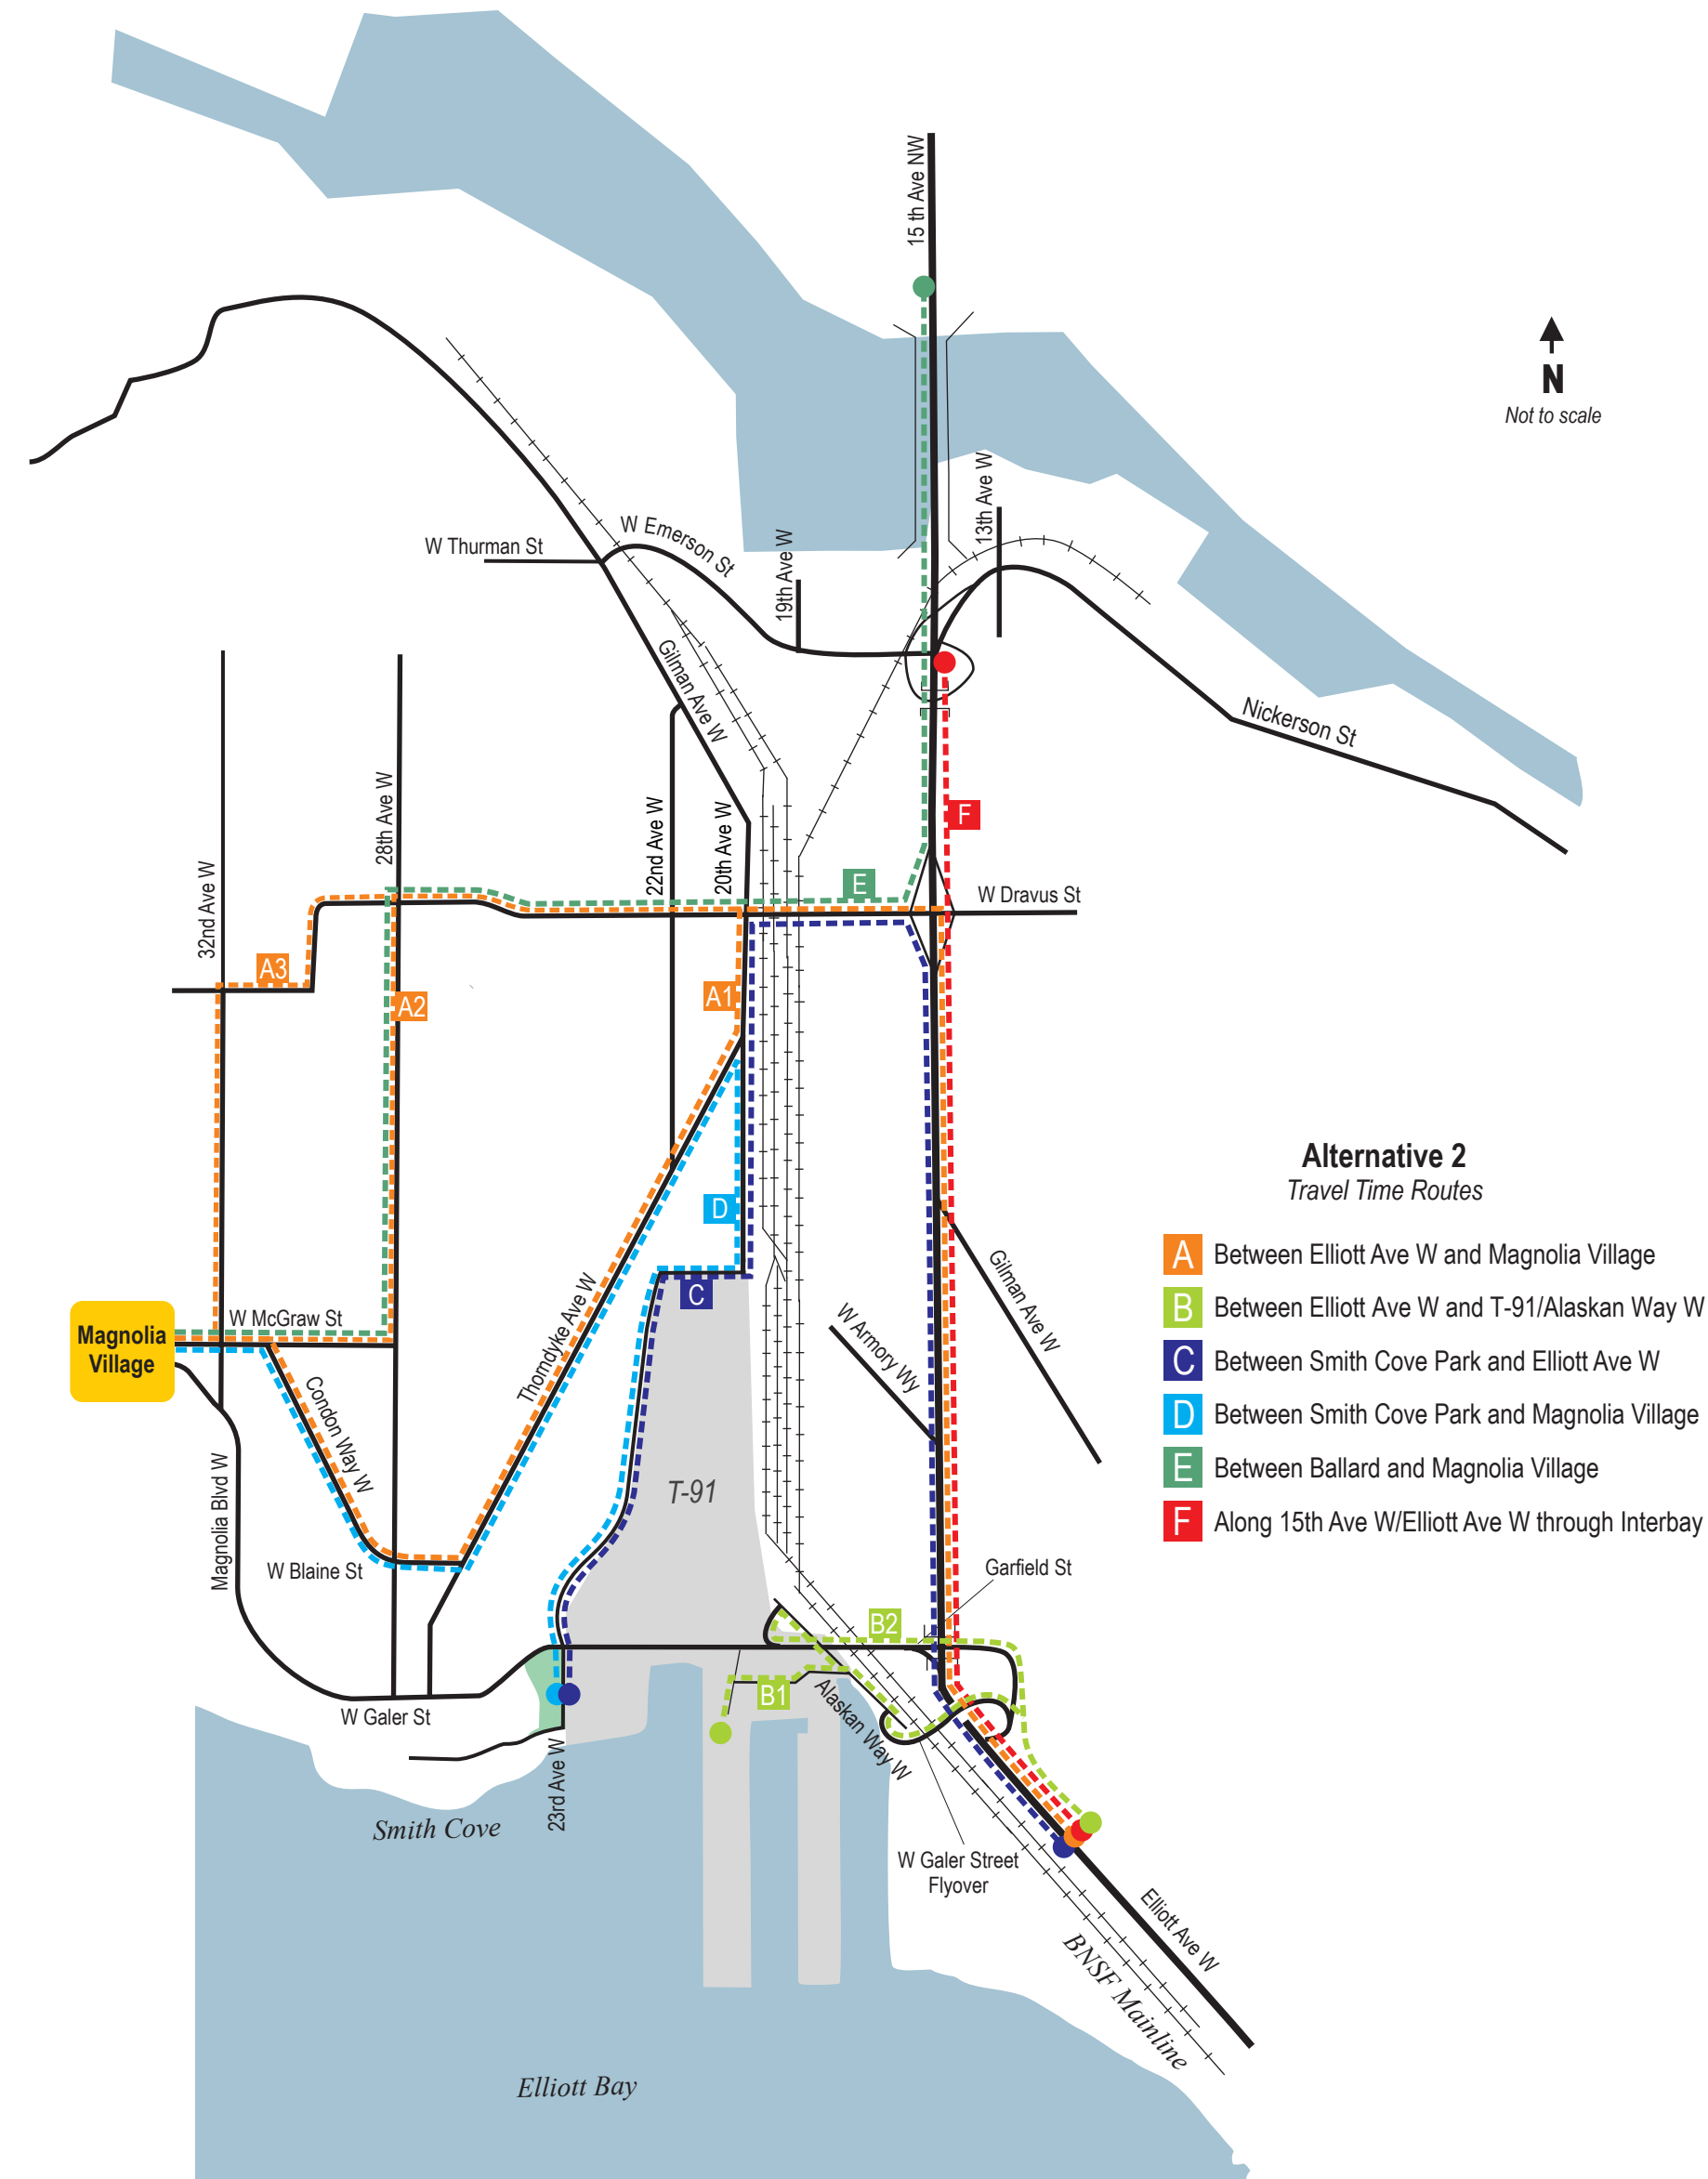 15 th Ave NW
N
Not to scale
13th Ave W
W Thurman St
W Emerson St
19th Ave W
Gilman Ave W
Nickerson St
28th Ave W
22nd Ave W
20th Ave W
32nd Ave W
F
E
W Dravus St
A3
A2
A1
D
C
Alternative 2
Travel Time Routes
A Between Elliott Ave W and Magnolia Village
B Between Elliott Ave W and T-91/Alaskan Way W
C Between Smith Cove Park and Elliott Ave W
D Between Smith Cove Park and Magnolia Village
E Between Ballard and Magnolia Village
F Along 15th Ave W/Elliott Ave W through Interbay
Gilman Ave W
W Armory Wy
Magnolia
Village
W McGraw St
Thorndyke Ave W
Condon Way W
Magnolia Blvd W
T-91
W Blaine St
Garfield St
B2
B1
W Galer St
Alaskan Way W
23rd Ave W
Smith Cove
W Galer Street
Flyover
Elliott Ave W
BNSF Mainline
Elliott Bay